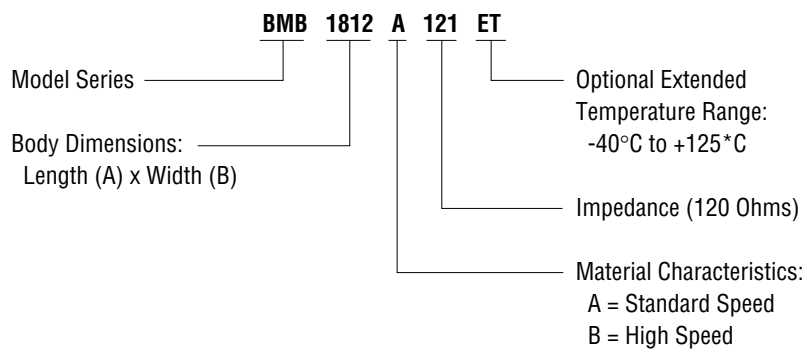 BMB 1812 A 121 ET
Model Series
Body Dimensions:
Length (A) x Width (B)
Optional Extended
Temperature Range:
-40°C to +125*C
Impedance (120 Ohms)
Material Characteristics:
A = Standard Speed
B = High Speed